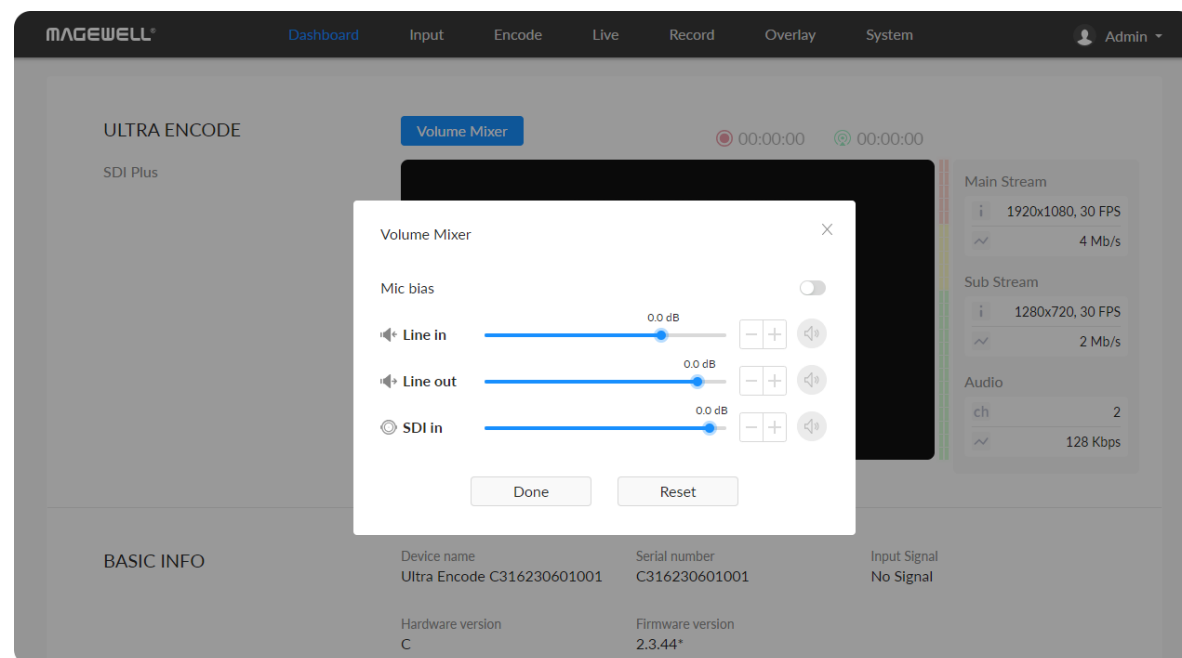 MAGEWELL®
Dashboard Input Encode Live Record Overlay System Admin
ULTRA ENCODE
SDI Plus
Volume Mixer
00:00:00 00:00:00
Main Stream
i 1920x1080, 30 FPS
4 Mb/s
Sub Stream
i 1280x720, 30 FPS
2 Mb/s
Audio
ch 2
128 Kbps
Volume Mixer
Mic bias
0.0 dB
Line in
0.0 dB
Line out
0.0 dB
SDI in
Done Reset
BASIC INFO
Device name Serial number Input Signal
Ultra Encode C316230601001 C316230601001 No Signal
Hardware version Firmware version
C 2.3.44*